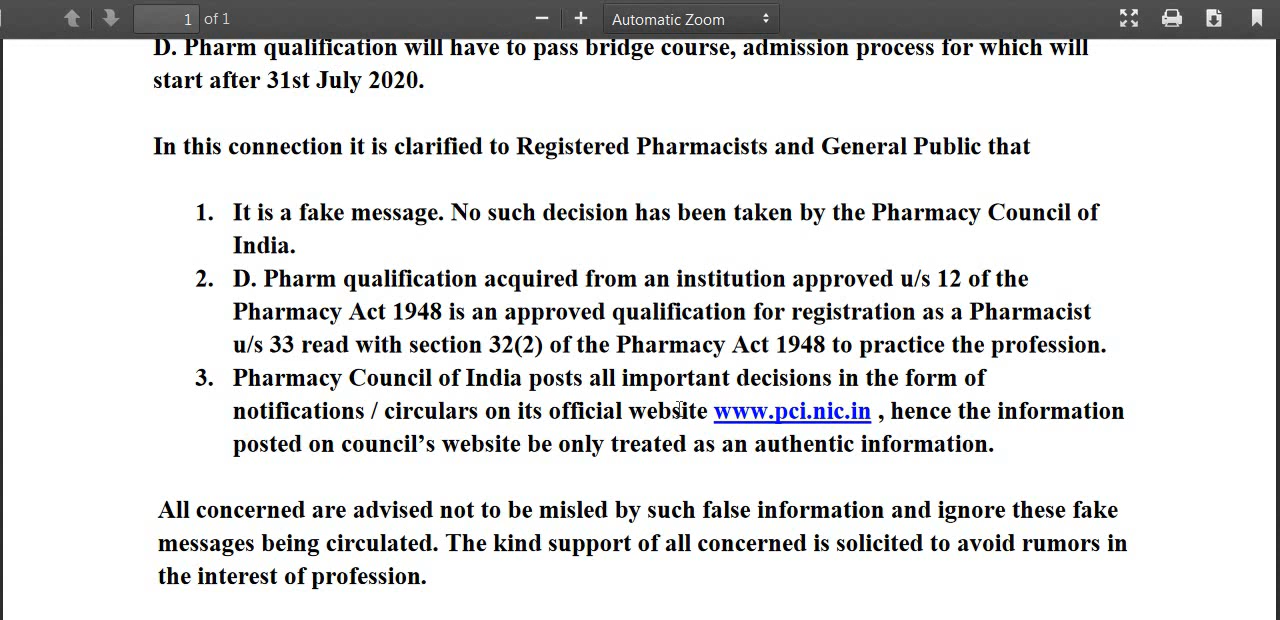 1 of 1
Automatic Zoom
D. Pharm qualification will have to pass bridge course, admission process for which will
start after 31st July 2020.
In this connection it is clarified to Registered Pharmacists and General Public that
1. It is a fake message. No such decision has been taken by the Pharmacy Council of
India.
2. D. Pharm qualification acquired from an institution approved u/s 12 of the
Pharmacy Act 1948 is an approved qualification for registration as a Pharmacist
u/s 33 read with section 32(2) of the Pharmacy Act 1948 to practice the profession.
3. Pharmacy Council of India posts all important decisions in the form of
notifications / circulars on its official website www.pci.nic.in , hence the information
posted on council’s website be only treated as an authentic information.
All concerned are advised not to be misled by such false information and ignore these fake
messages being circulated. The kind support of all concerned is solicited to avoid rumors in
the interest of profession.